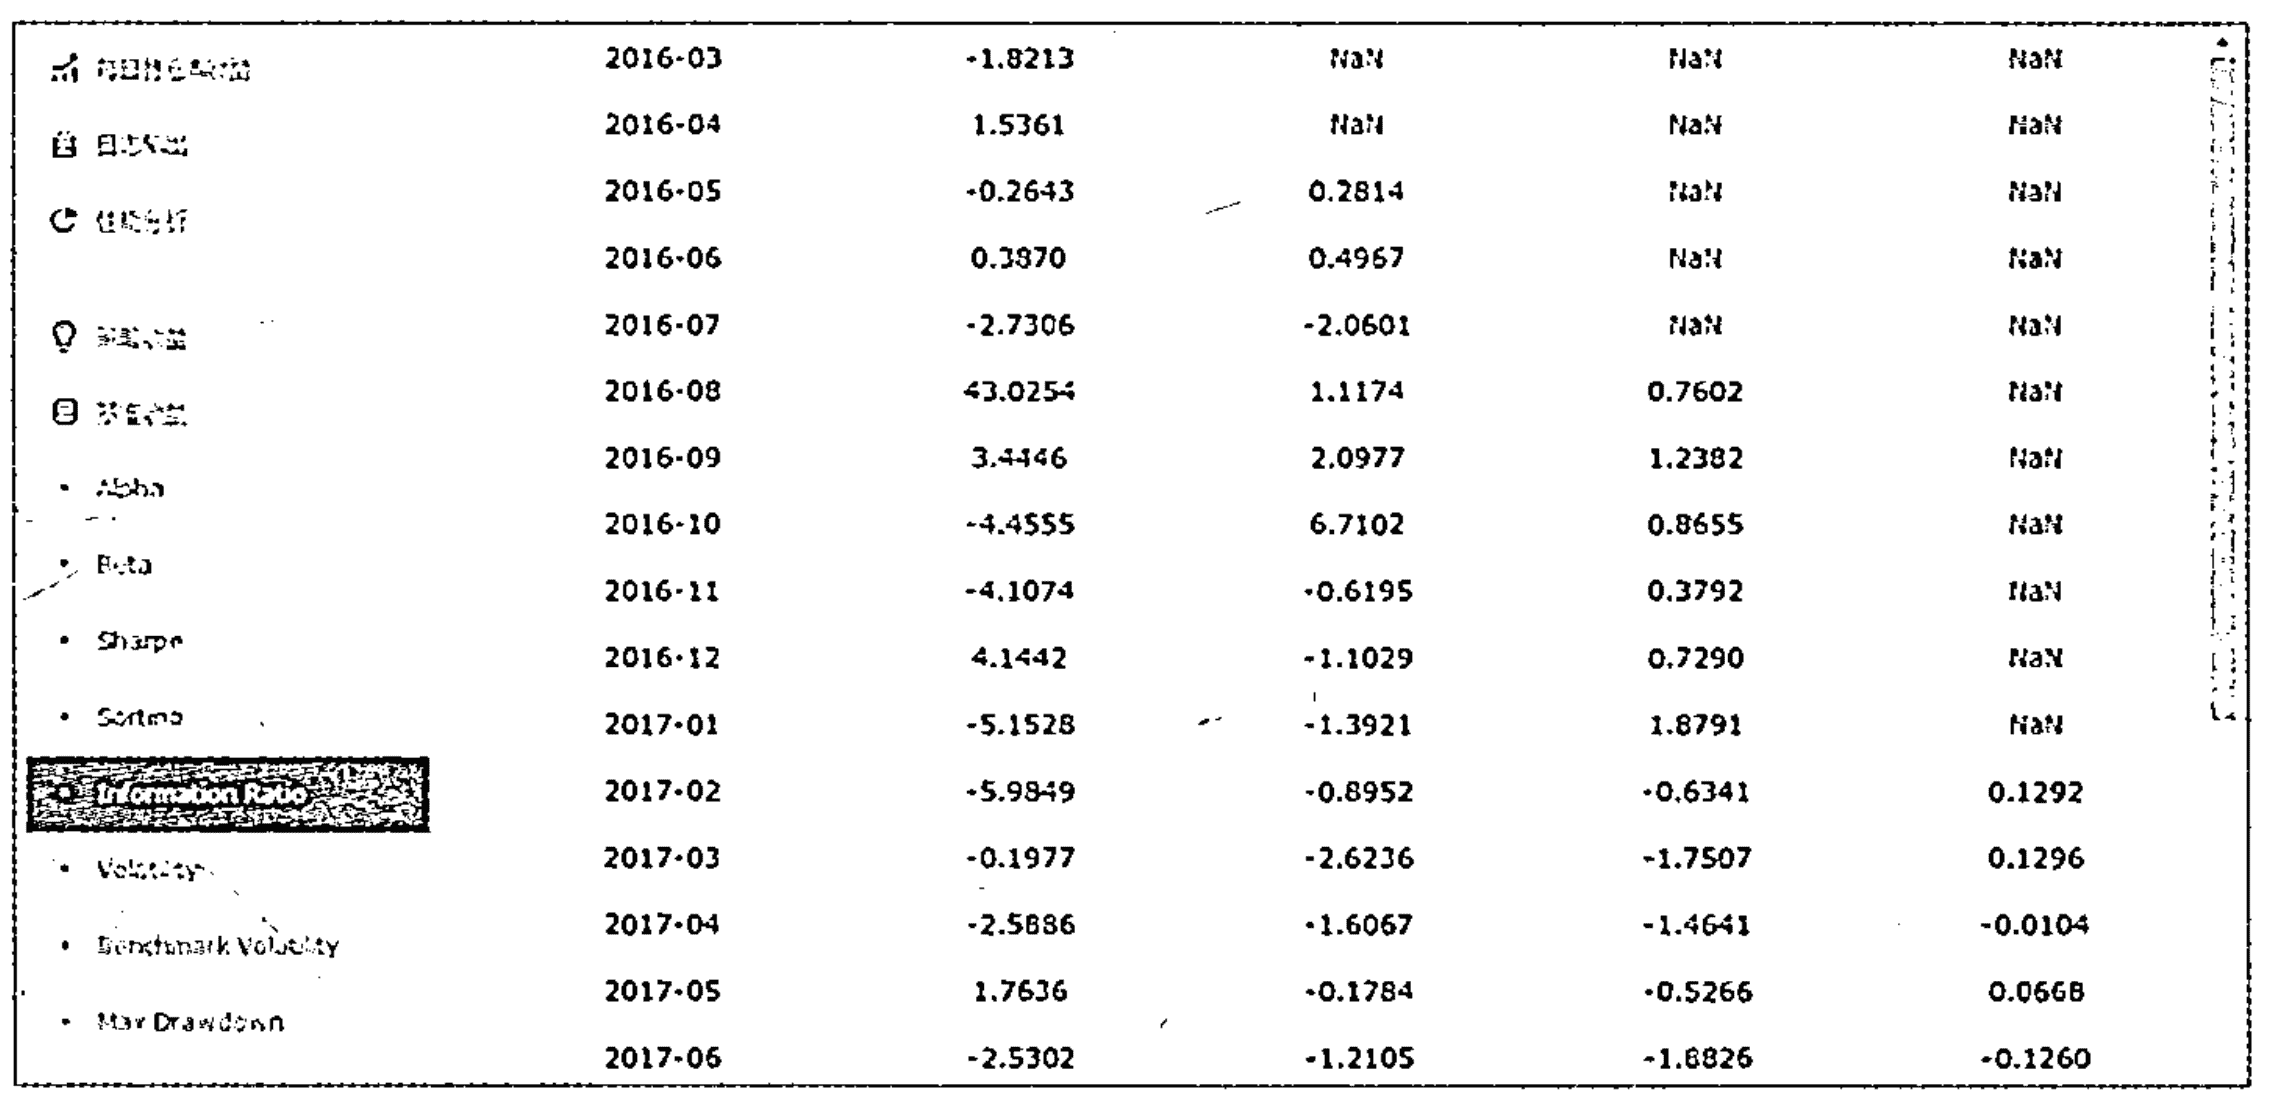 2016-03 -1.8213 NaN NaN NaN
日志
2016-04 1.5361 NaN NaN NaN
2016-05 -0.2643 0.2814 NaN NaN
分析
2016-06 0.3870 0.4967 NaN NaN
2016-07 -2.7306 -2.0601 NaN NaN
2016-08 43.0254 1.1174 0.7602 NaN
2016-09 3.4446 2.0977 1.2382 NaN
Alpha
2016-10 -4.4555 6.7102 0.8655 NaN
Beta
2016-11 -4.1074 -0.6195 0.3792 NaN
Sharpe
2016-12 4.1442 -1.1029 0.7290 NaN
Sortino
2017-01 -5.1528 -1.3921 1.8791 NaN
Information Ratio
2017-02 -5.9849 -0.8952 -0.6341 0.1292
2017-03 -0.1977 -2.6236 -1.7507 0.1296
Volatility
2017-04 -2.5886 -1.6067 -1.4641 -0.0104
Benchmark Volatility
2017-05 1.7636 -0.1784 -0.5266 0.0668
Max Drawdown
2017-06 -2.5302 -1.2105 -1.8826 -0.1260